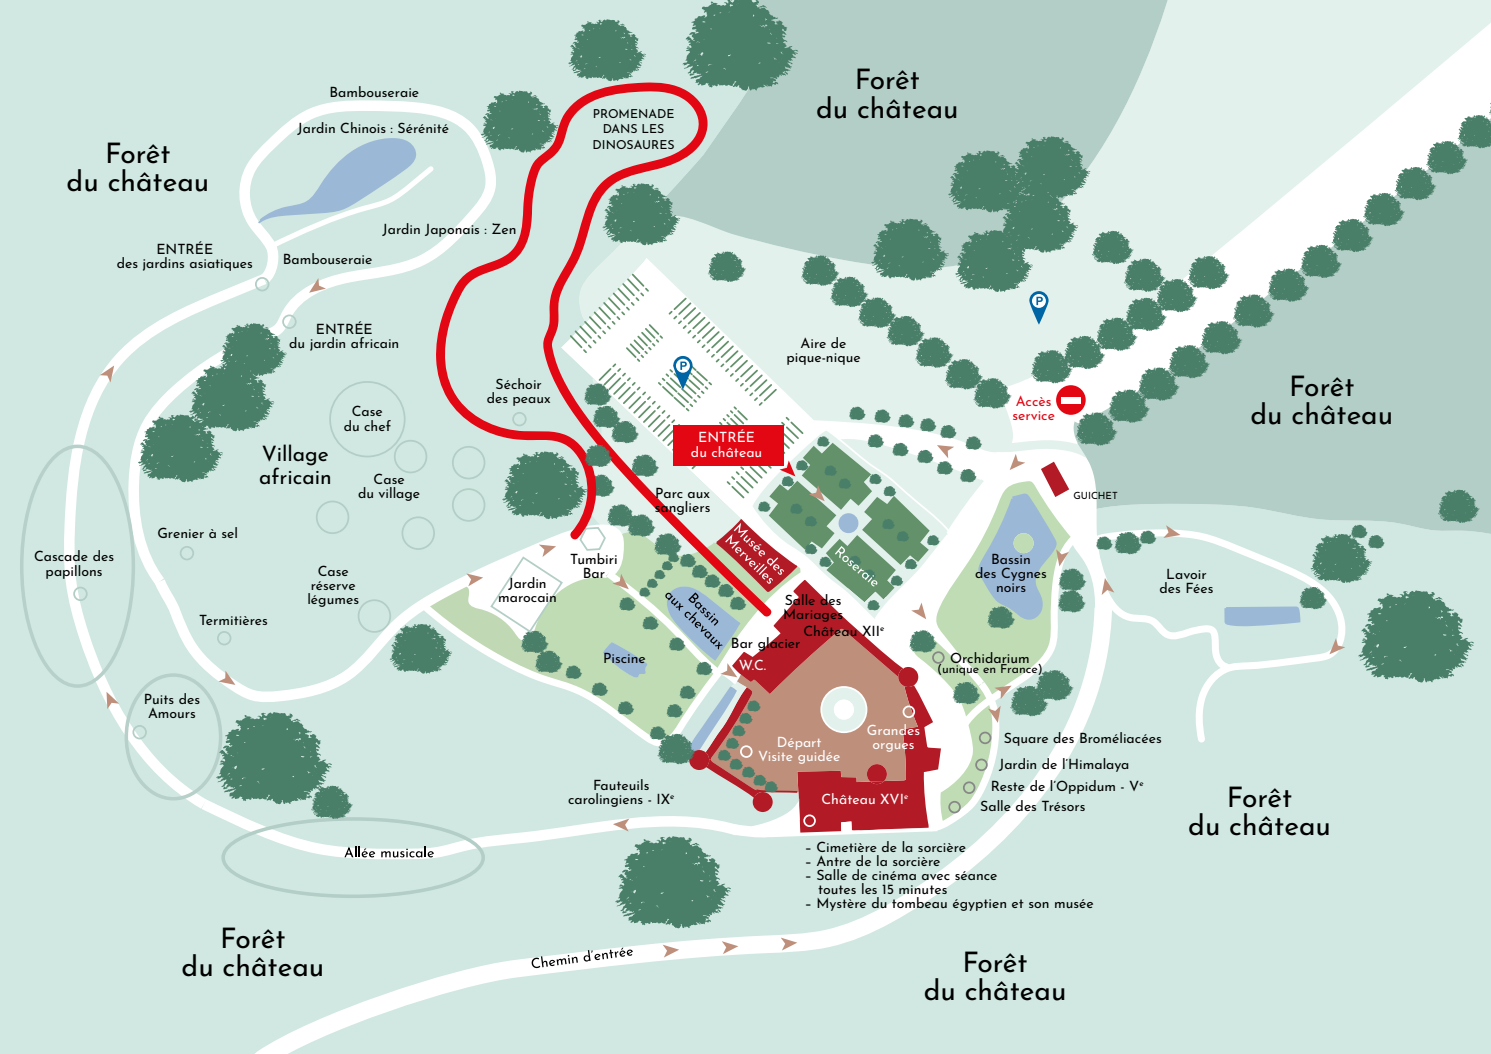 Forêt
du château
Bambouseraie
Jardin Chinois : Sérénité
PROMENADE
DANS LES
DINOSAURES
Forêt
du château
Jardin Japonais : Zen
ENTRÉE
des jardins asiatiques
Bambouseraie
ENTRÉE
du jardin africain
P
P
Aire de
pique-nique
Séchoir
des peaux
Case
du chef
Accès
service
Forêt
du château
ENTRÉE
du château
Village
africain
Case
du village
Parc aux
sangliers
GUICHET
Grenier à sel
Cascade des
papillons
Musée des
Merveilles
Roseraie
Tumbiri
Bar
Bassin
des Cygnes
noirs
Lavoir
des Fées
Case
réserve
légumes
Jardin
marocain
Bassin
aux chevaux
Salle des
Mariages
Château XIIe
Termitières
Bar glacier
W.C.
Piscine
Orchidarium
(unique en France)
Puits des
Amours
Grandes
orgues
Départ
Visite guidée
Square des Broméliacées
Jardin de l'Himalaya
Reste de l'Oppidum - Ve
Salle des Trésors
Fauteuils
carolingiens - IXe
Château XVIe
Forêt
du château
Allée musicale
– Cimetière de la sorcière
– Antre de la sorcière
– Salle de cinéma avec séance
toutes les 15 minutes
– Mystère du tombeau égyptien et son musée
Forêt
du château
Chemin d'entrée
Forêt
du château